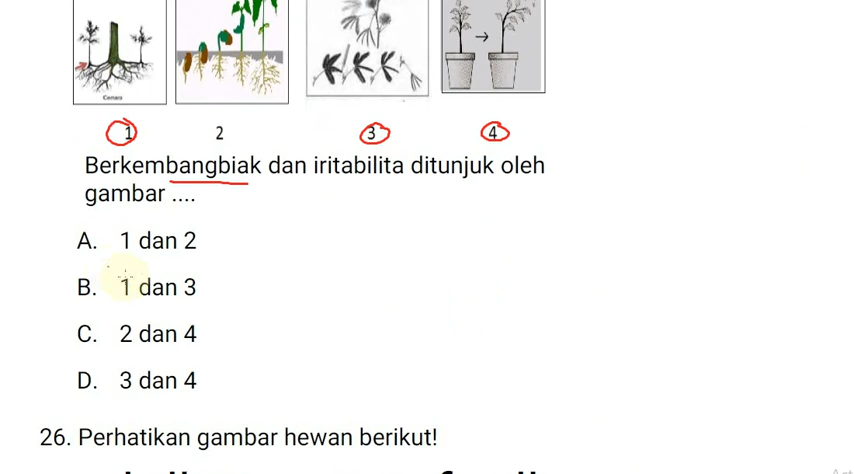 Cemara
1 2 3 4
Berkembangbiak dan iritabilita ditunjuk oleh
gambar ....
A. 1 dan 2
B. 1 dan 3
C. 2 dan 4
D. 3 dan 4
26. Perhatikan gambar hewan berikut!